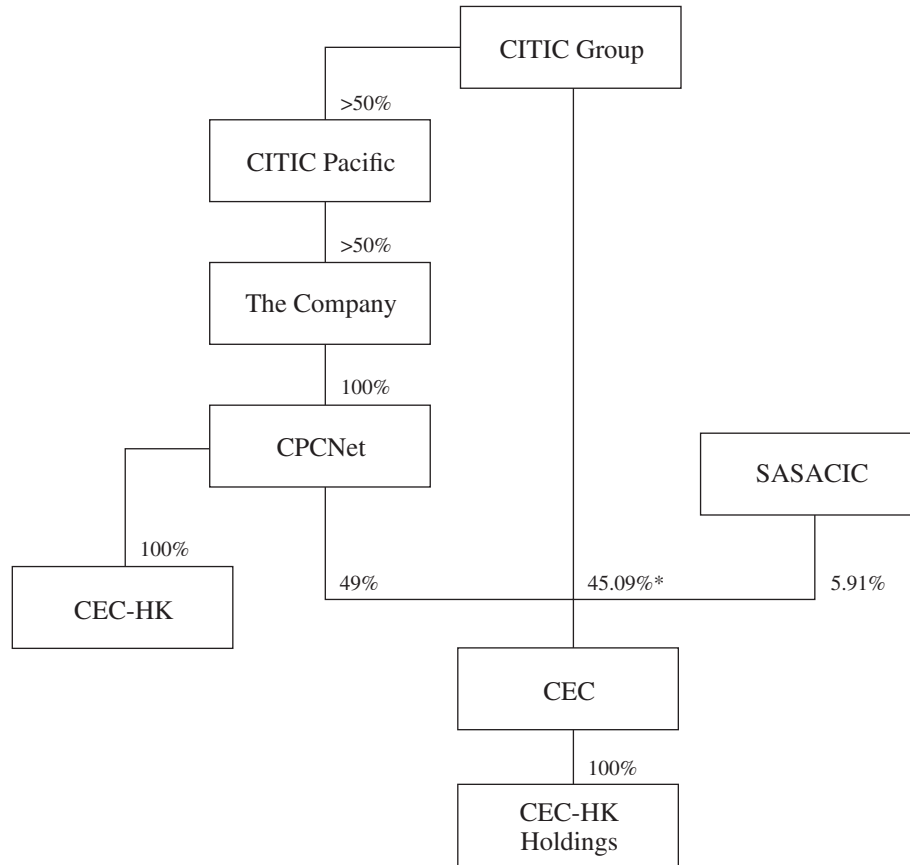 CITIC Group
>50%
CITIC Pacific
>50%
The Company
100%
CPCNet
SASACIC
100%
49%
45.09%*
5.91%
CEC-HK
CEC
100%
CEC-HK
Holdings